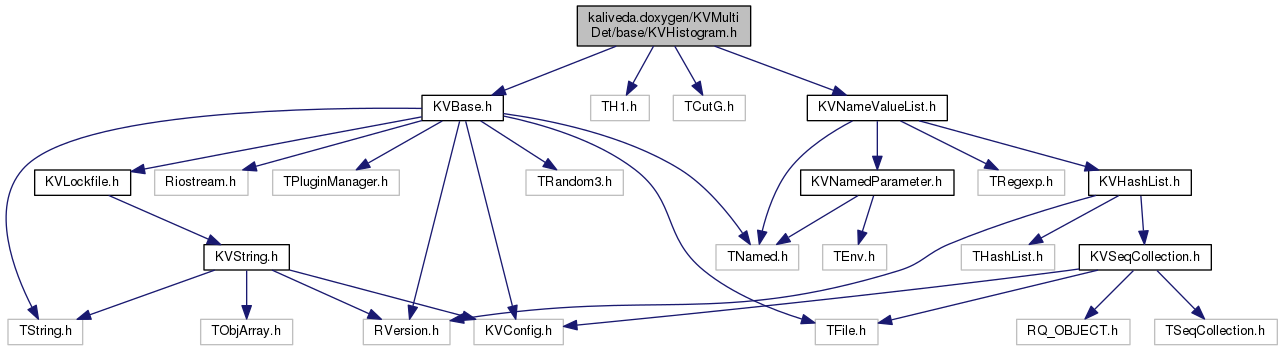 kaliveda.doxygen/KVMulti
Det/base/KVHistogram.h
KVBase.h
TH1.h
TCutG.h
KVNameValueList.h
KVLockfile.h
Riostream.h
TPluginManager.h
TRandom3.h
KVNamedParameter.h
TRegexp.h
KVHashList.h
KVString.h
TNamed.h
TEnv.h
THashList.h
KVSeqCollection.h
TString.h
TObjArray.h
RVersion.h
KVConfig.h
TFile.h
RQ_OBJECT.h
TSeqCollection.h